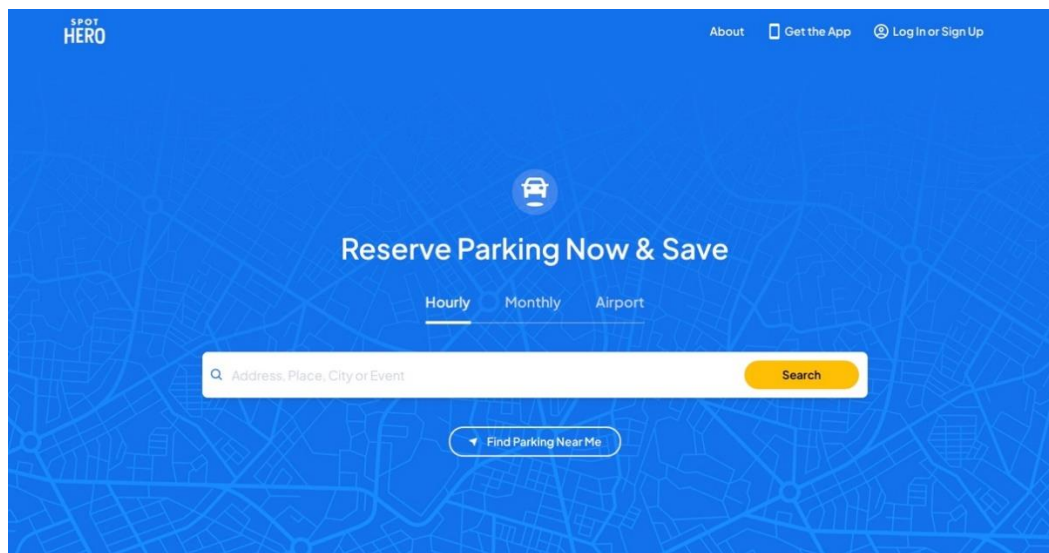 SPOT
HERO
About Get the App Log In or Sign Up
Reserve Parking Now & Save
Hourly Monthly Airport
Address, Place, City or Event
Search
Find Parking Near Me